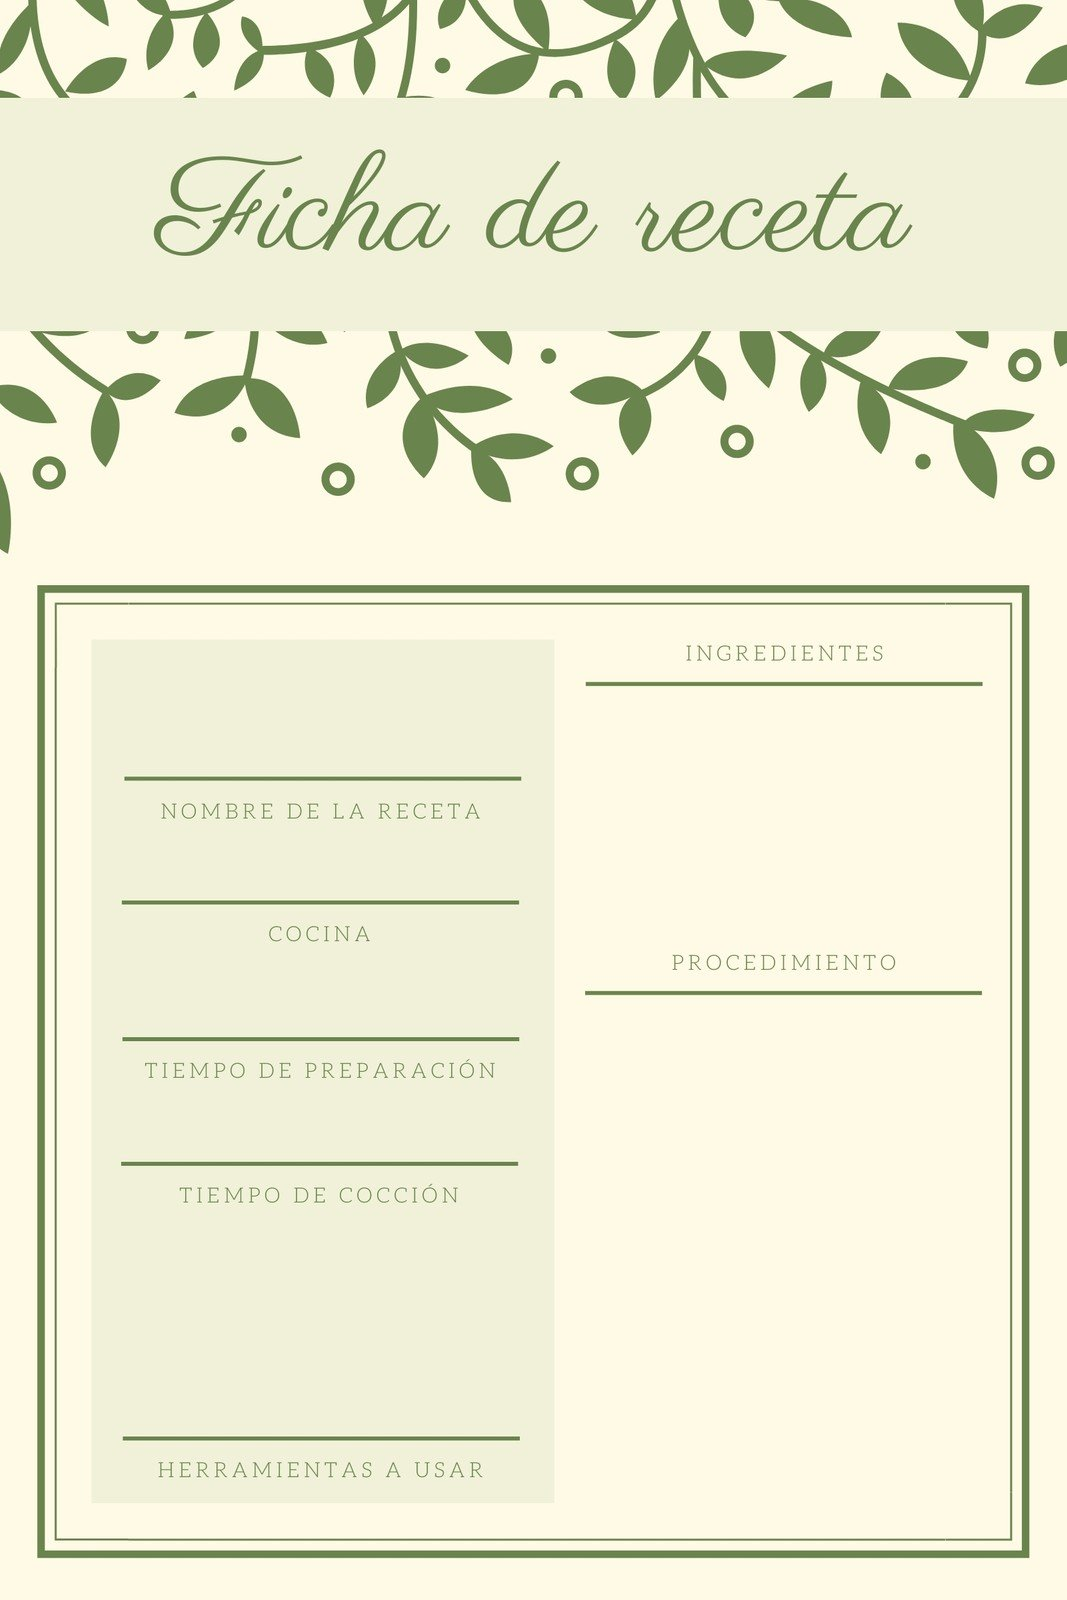 Ficha de receta
NOMBRE DE LA RECETA
COCINA
TIEMPO DE PREPARACIÓN
TIEMPO DE COCCIÓN
HERRAMIENTAS A USAR
INGREDIENTES
PROCEDIMIENTO